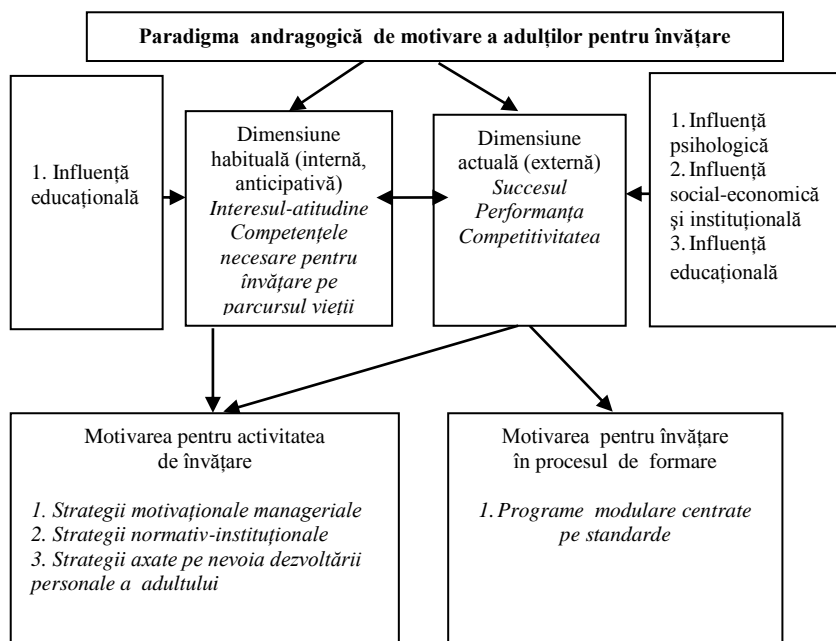 Paradigma andragogică de motivare a adulților pentru învățare
1. Influență
educațională
Dimensiune
habituală (internă,
anticipativă)
Interesul-atitudine
Competențele
necesare pentru
învățare pe
parcursul vieții
Dimensiune
actuală (externă)
Succesul
Performanța
Competitivitatea
1. Influență
psihologică
2. Influență
social-economică
şi instituțională
3. Influență
educațională
Motivarea pentru activitatea
de învățare
1. Strategii motivaționale manageriale
2. Strategii normativ-instituționale
3. Strategii axate pe nevoia dezvoltării
personale a adultului
Motivarea pentru învățare
în procesul de formare
1. Programe modulare centrate
pe standarde